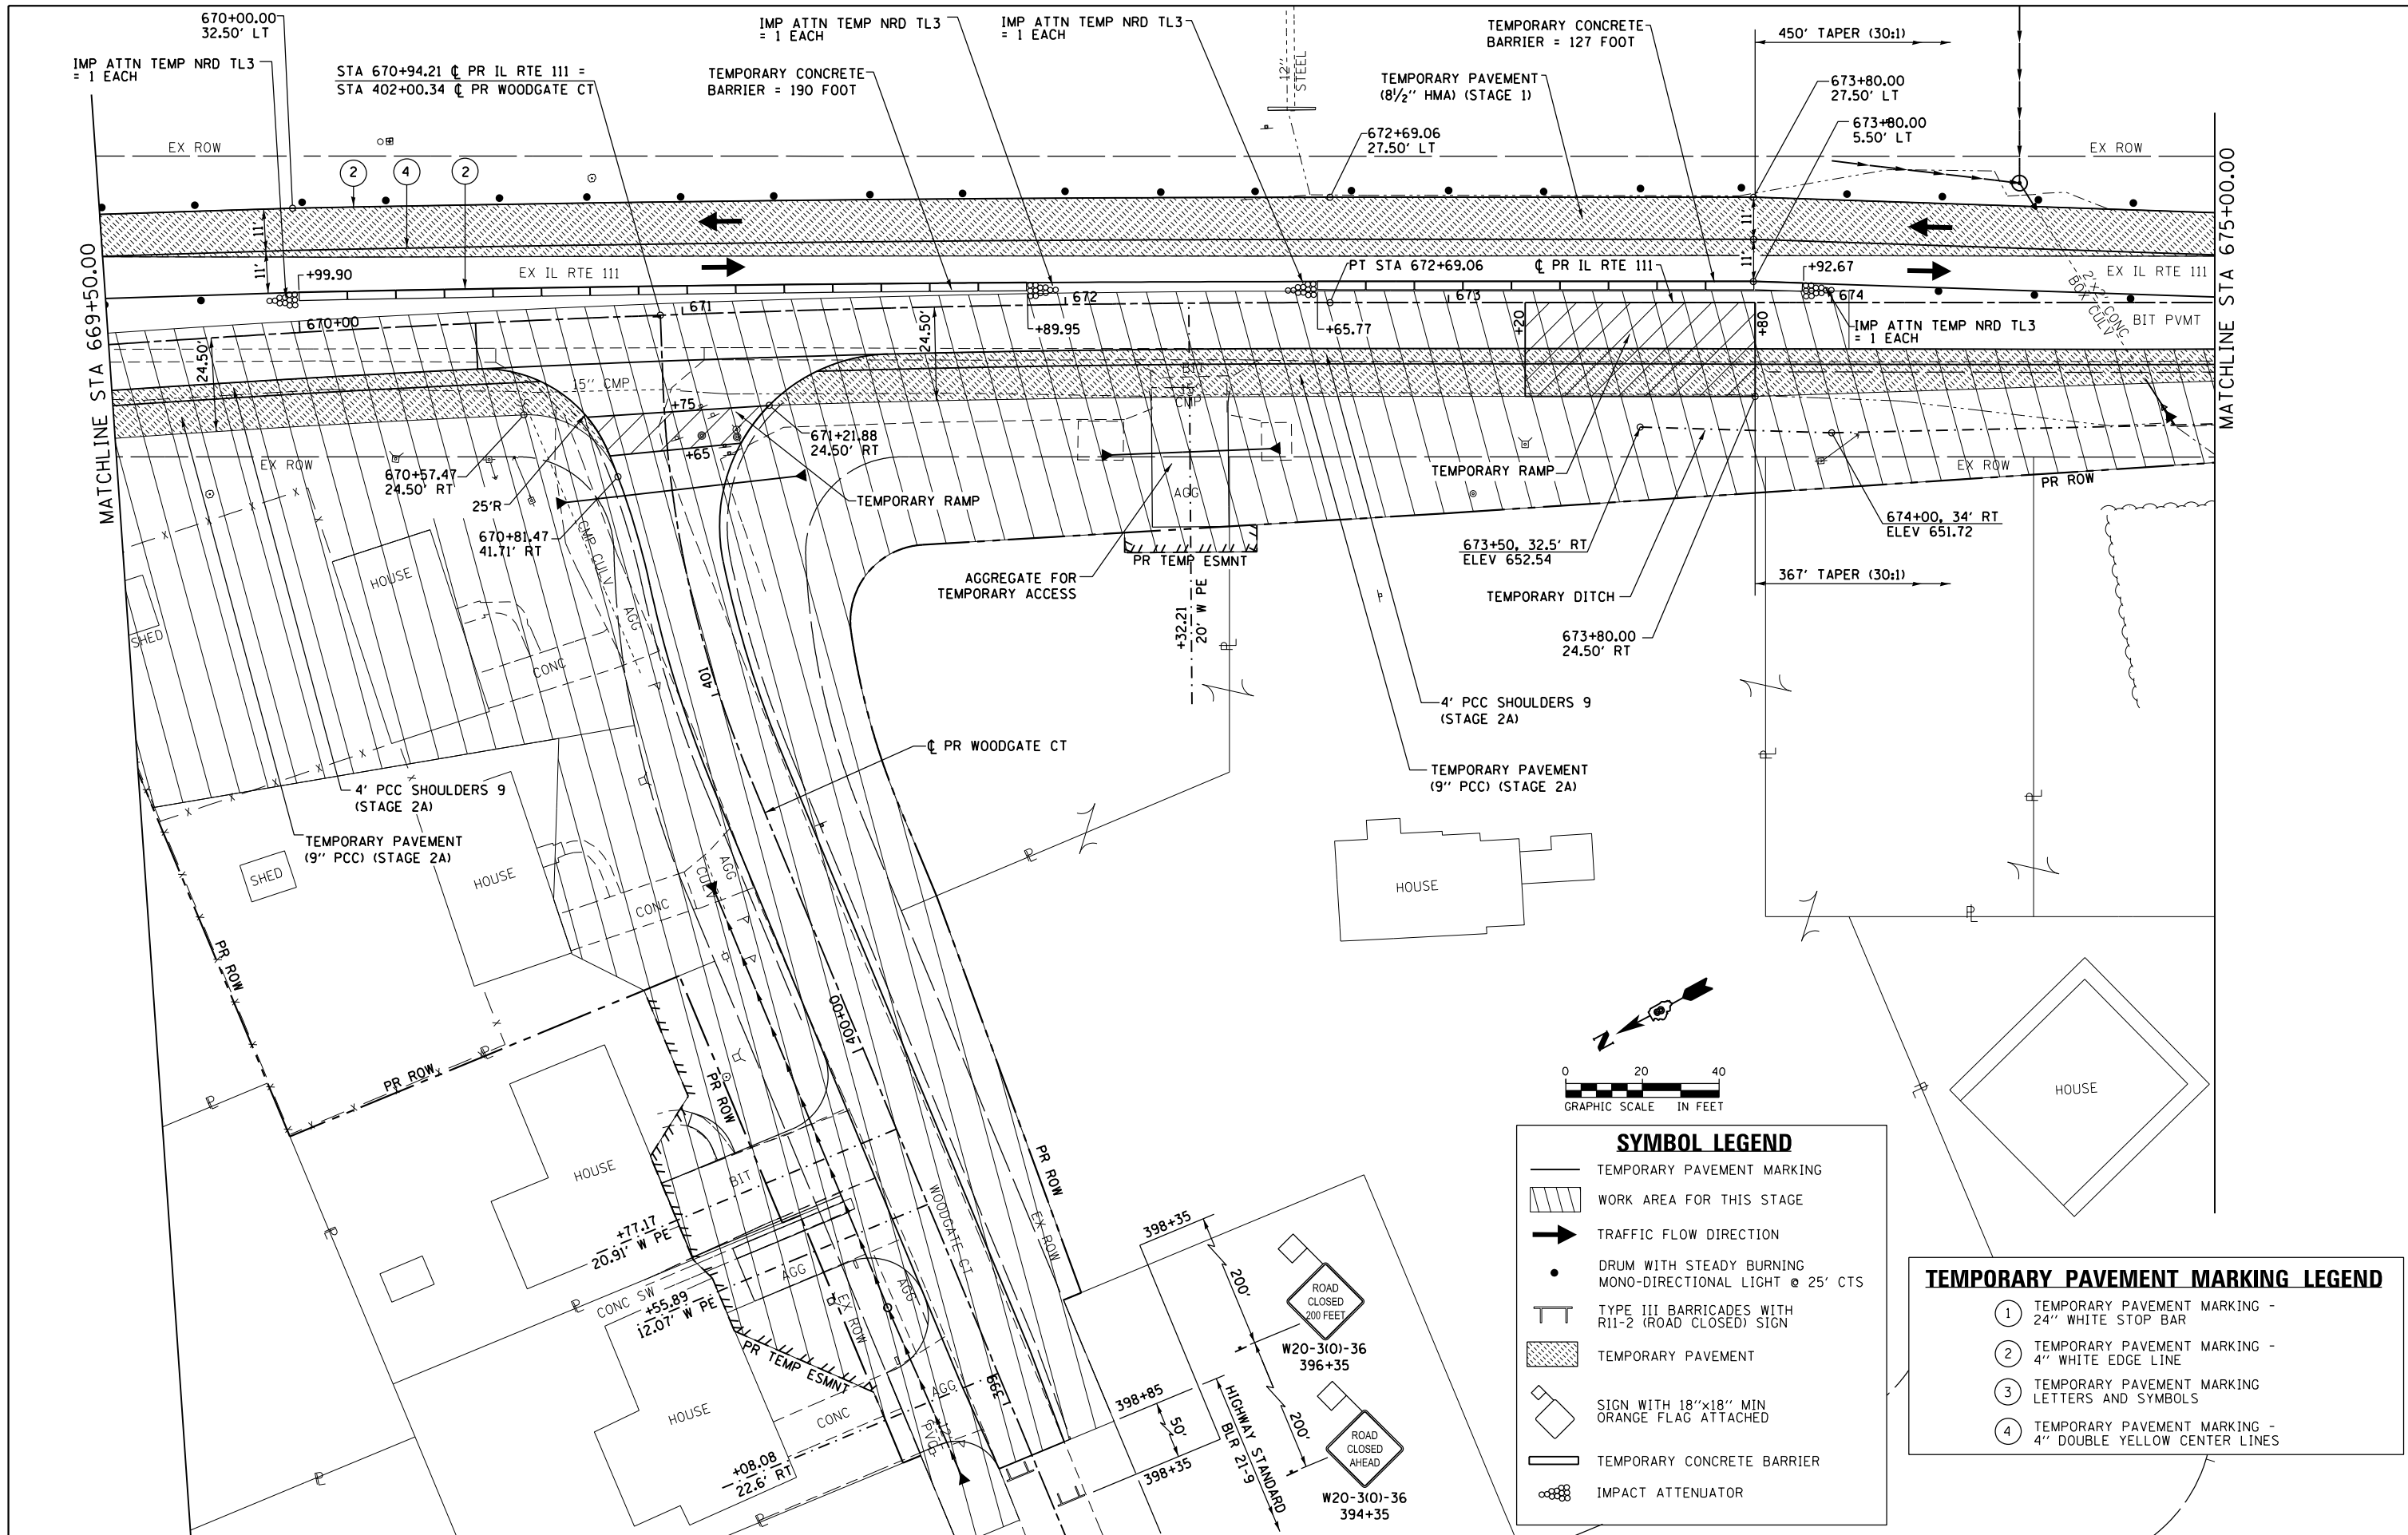 670+00.00
32.50' LT
IMP ATTN TEMP NRD TL3
= 1 EACH
STA 670+94.21 ℄ PR IL RTE 111 =
STA 402+00.34 ℄ PR WOODGATE CT
IMP ATTN TEMP NRD TL3
= 1 EACH
TEMPORARY CONCRETE
BARRIER = 190 FOOT
IMP ATTN TEMP NRD TL3
= 1 EACH
12" STEEL
TEMPORARY CONCRETE
BARRIER = 127 FOOT
TEMPORARY PAVEMENT
(8½" HMA) (STAGE 1)
450' TAPER (30:1)
673+80.00
27.50' LT
673+80.00
5.50' LT
672+69.06
27.50' LT
EX ROW
EX ROW
2
4
2
MATCHLINE STA 669+50.00
MATCHLINE STA 675+00.00
11'
11'
11'
11'
+99.90
EX IL RTE 111
PT STA 672+69.06
℄ PR IL RTE 111
+92.67
EX IL RTE 111
2'X2' CONC
BOX CULV
BIT PVMT
670+00
671
672
673
674
+89.95
+65.77
+20
+80
IMP ATTN TEMP NRD TL3
= 1 EACH
24.50'
24.50'
15" CMP
BIT
15"
CMP
+75
+65
671+21.88
24.50' RT
EX ROW
670+57.47
24.50' RT
25'R
TEMPORARY RAMP
670+81.47
41.71' RT
CMP CULV
AGG
AGG
TEMPORARY RAMP
EX ROW
PR ROW
674+00, 34' RT
ELEV 651.72
673+50, 32.5' RT
ELEV 652.54
PR TEMP ESMNT
AGGREGATE FOR
TEMPORARY ACCESS
367' TAPER (30:1)
TEMPORARY DITCH
+32.21
20' W PE
673+80.00
24.50' RT
HOUSE
SHED
CONC
401
4' PCC SHOULDERS 9
(STAGE 2A)
℄ PR WOODGATE CT
TEMPORARY PAVEMENT
(9" PCC) (STAGE 2A)
4' PCC SHOULDERS 9
(STAGE 2A)
TEMPORARY PAVEMENT
(9" PCC) (STAGE 2A)
SHED
HOUSE
CONC
AGG
CULV
HOUSE
PR ROW
PR ROW
400+00
PR ROW
HOUSE
BIT
+77.17
20.91' W PE
CONC SW
+55.89
12.07' W PE
AGG
AGG
WOODGATE CT
PR ROW
EX ROW
EX ROW
PR TEMP ESMNT
HOUSE
CONC
AGG
399
12"
PVC
+08.08
22.6' RT
398+35
398+85
50'
398+35
200'
200'
HIGHWAY STANDARD
BLR 21-9
ROAD
CLOSED
200 FEET
W20-3(O)-36
396+35
ROAD
CLOSED
AHEAD
W20-3(O)-36
394+35
HOUSE
N
0 20 40
GRAPHIC SCALE IN FEET
SYMBOL LEGEND
TEMPORARY PAVEMENT MARKING
WORK AREA FOR THIS STAGE
TRAFFIC FLOW DIRECTION
DRUM WITH STEADY BURNING
MONO-DIRECTIONAL LIGHT @ 25' CTS
TYPE III BARRICADES WITH
R11-2 (ROAD CLOSED) SIGN
TEMPORARY PAVEMENT
SIGN WITH 18"x18" MIN
ORANGE FLAG ATTACHED
TEMPORARY CONCRETE BARRIER
IMPACT ATTENUATOR
TEMPORARY PAVEMENT MARKING LEGEND
1 TEMPORARY PAVEMENT MARKING -
24" WHITE STOP BAR
2 TEMPORARY PAVEMENT MARKING -
4" WHITE EDGE LINE
3 TEMPORARY PAVEMENT MARKING
LETTERS AND SYMBOLS
4 TEMPORARY PAVEMENT MARKING -
4" DOUBLE YELLOW CENTER LINES